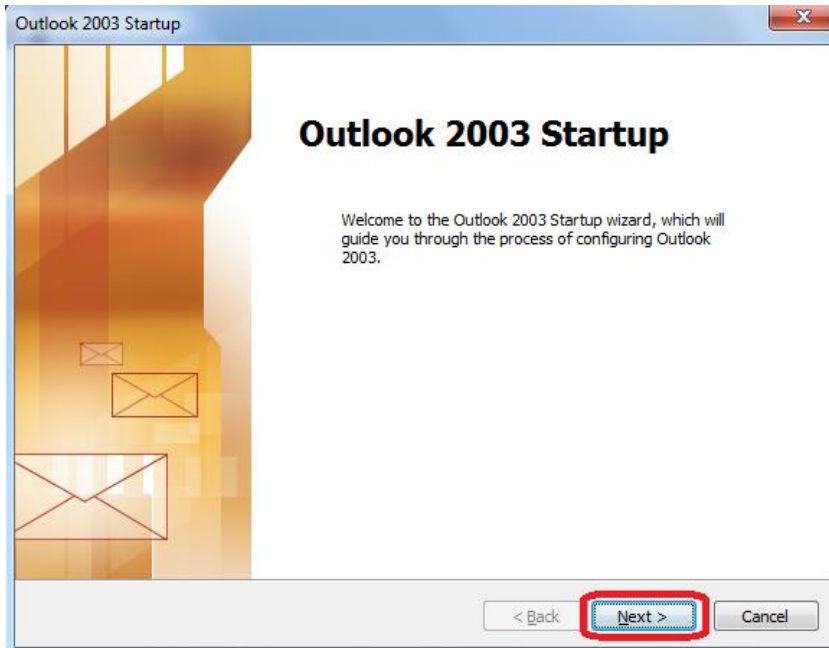 Outlook 2003 Startup
Outlook 2003 Startup
Welcome to the Outlook 2003 Startup wizard, which will
guide you through the process of configuring Outlook
2003.
< Back Next > Cancel